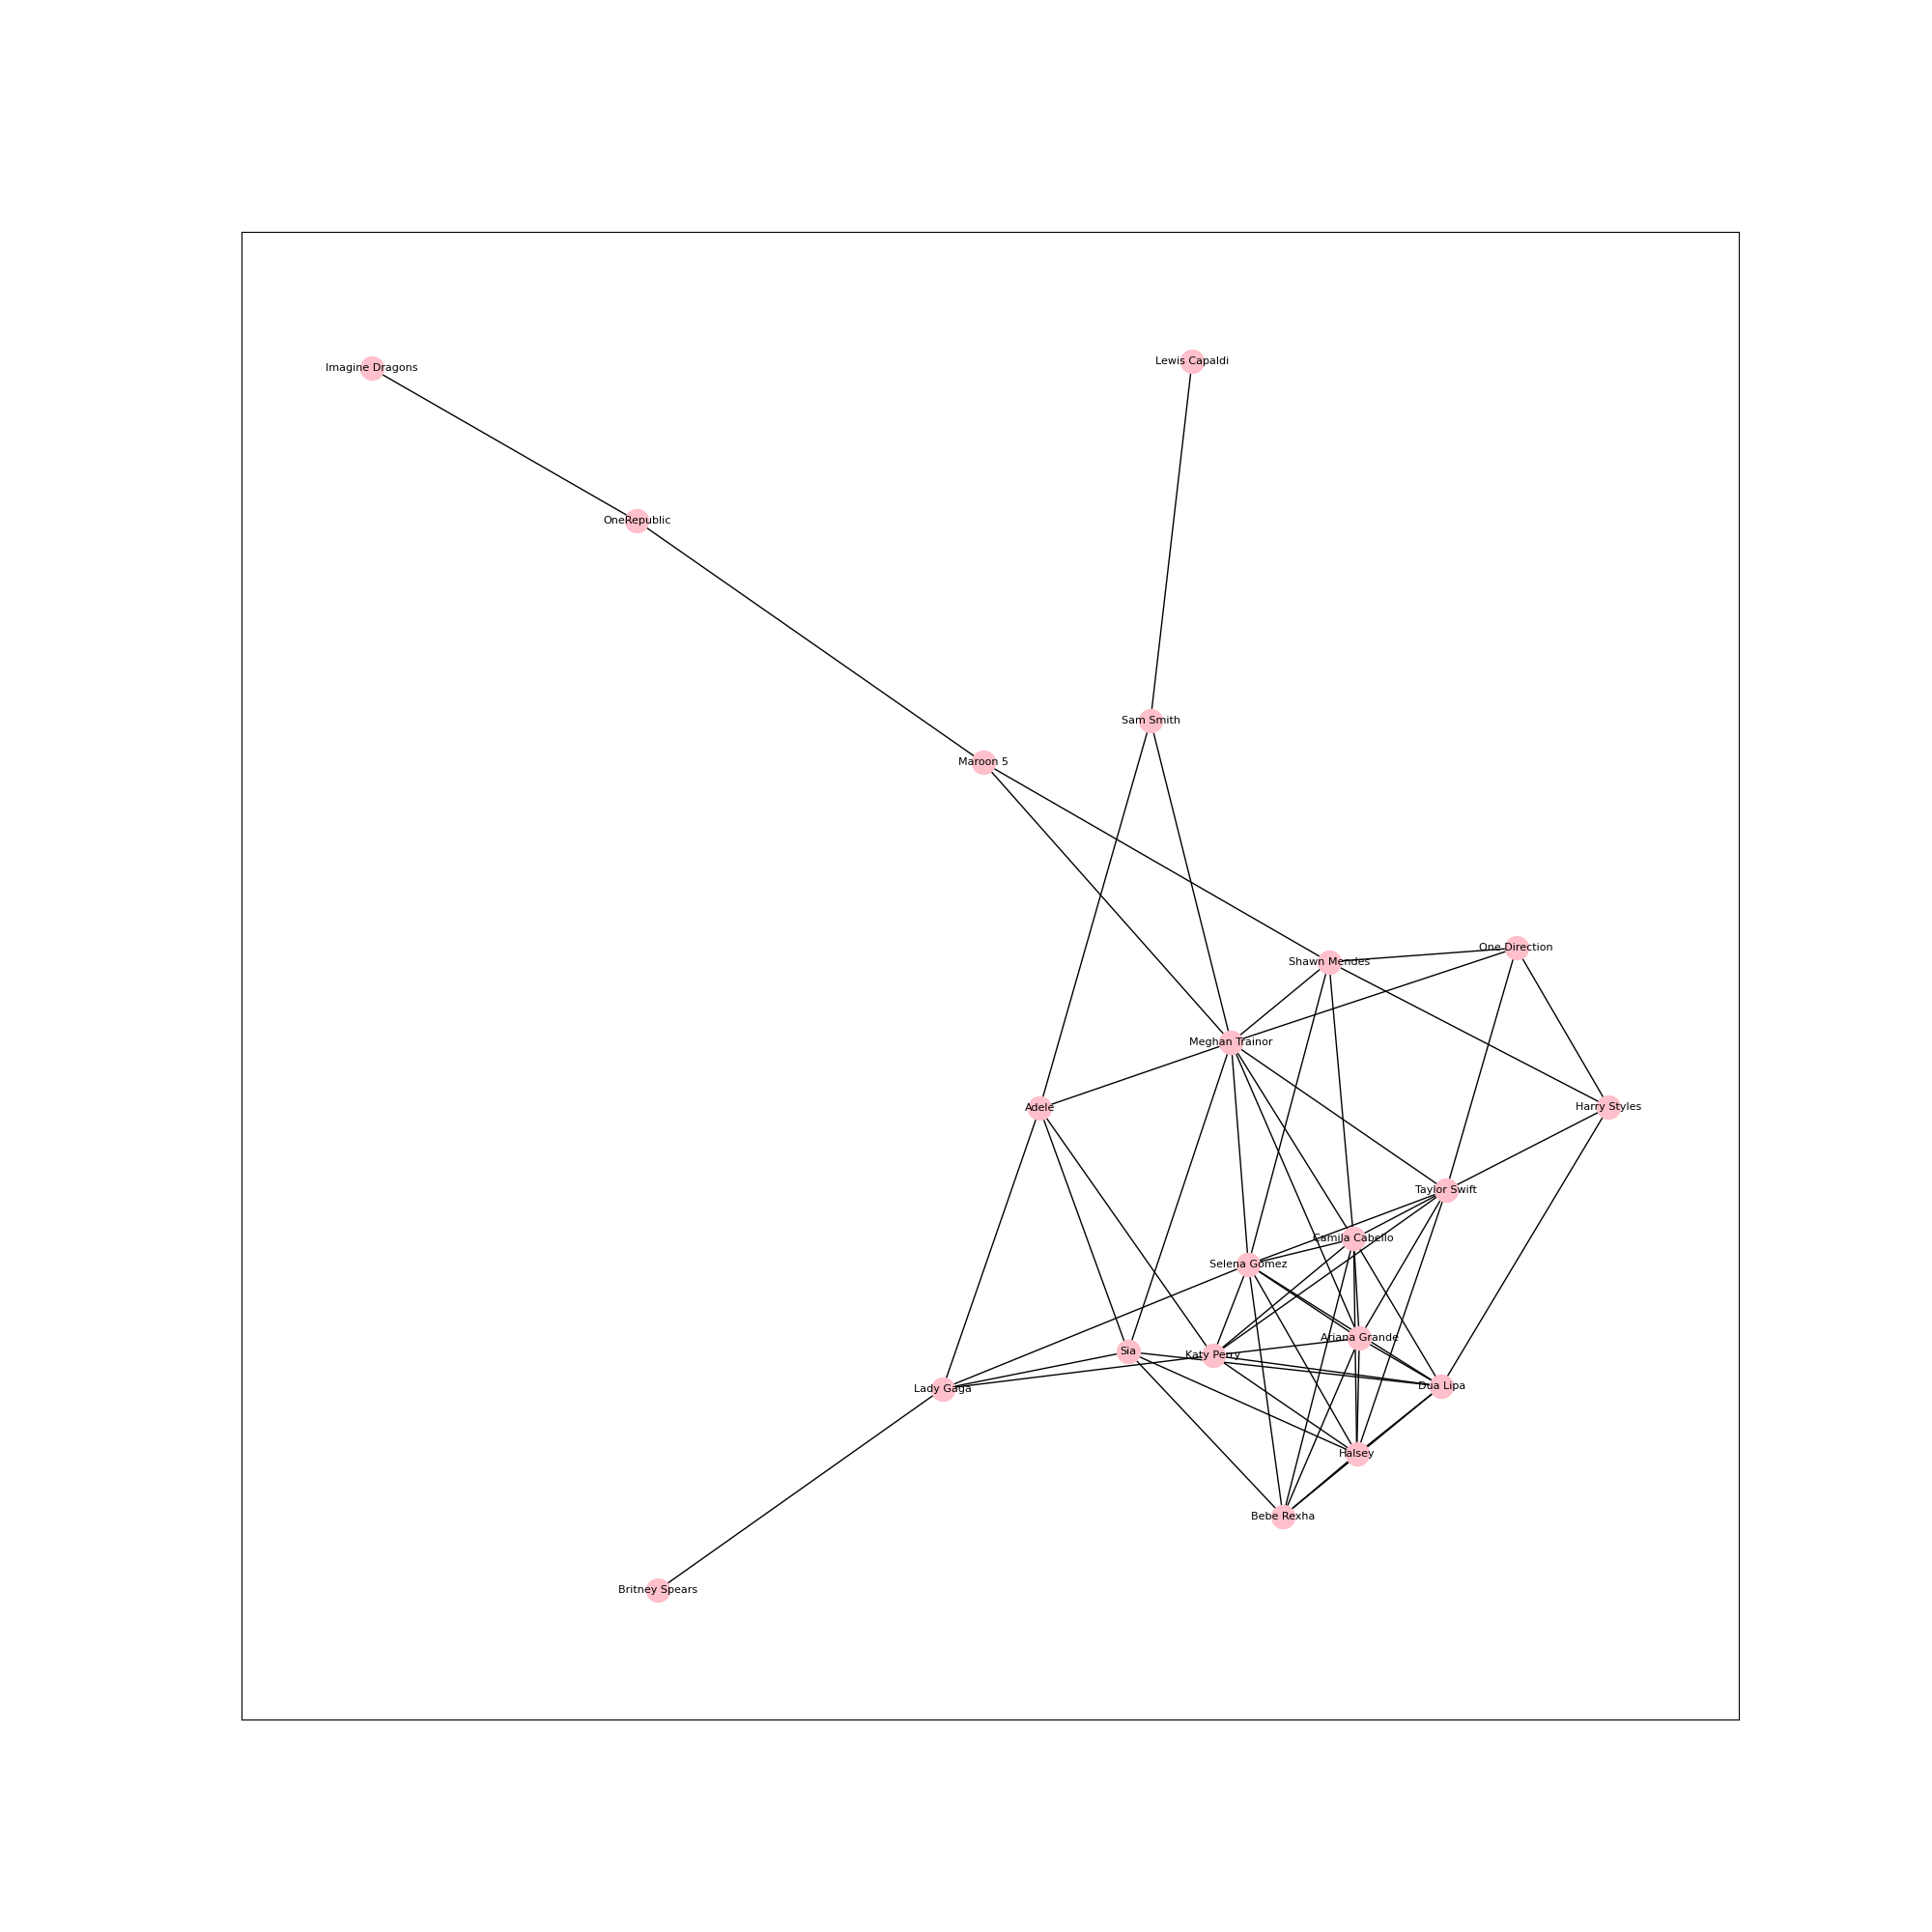 Lewis Capaldi
Imagine Dragons
OneRepublic
Sam Smith
Maroon 5
One Direction
Shawn Mendes
Meghan Trainor
Adele
Harry Styles
Taylor Swift
Camila Cabello
Selena Gomez
Ariana Grande
Sia
Katy Perry
Dua Lipa
Lady Gaga
Halsey
Bebe Rexha
Britney Spears